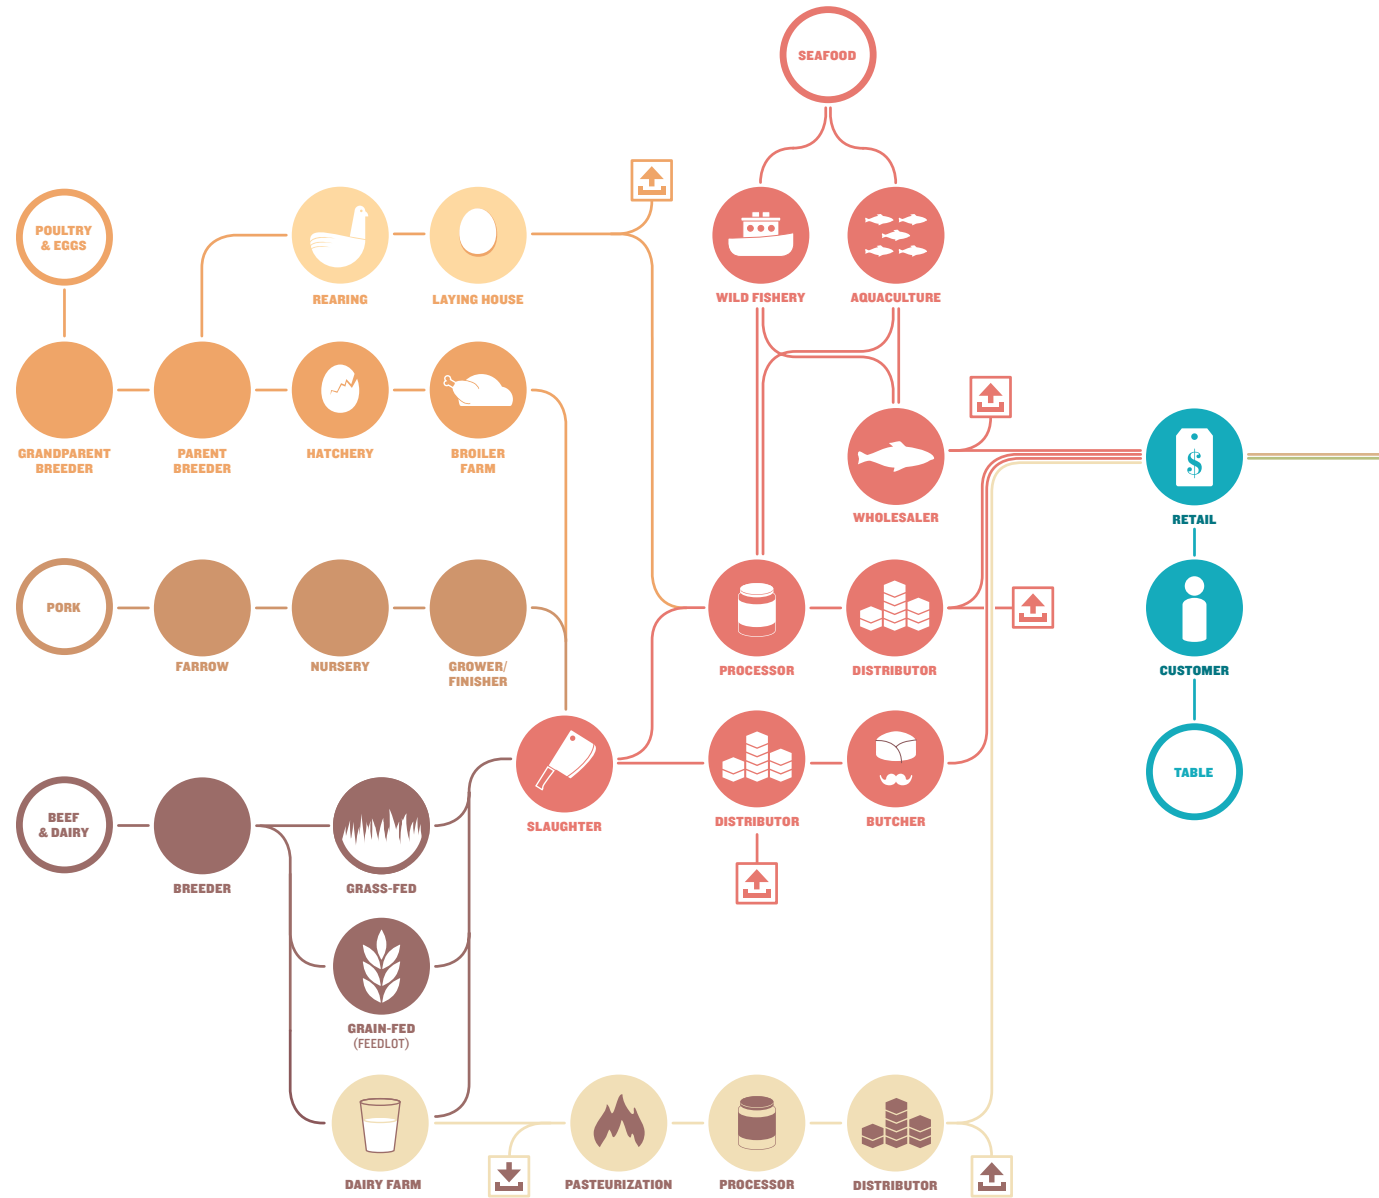 SEAFOOD
POULTRY
& EGGS
REARING
LAYING HOUSE
WILD FISHERY
AQUACULTURE
GRANDPARENT
BREEDER
PARENT
BREEDER
HATCHERY
BROILER
FARM
WHOLESALER
$
RETAIL
PORK
FARROW
NURSERY
GROWER/
FINISHER
PROCESSOR
DISTRIBUTOR
CUSTOMER
TABLE
BEEF
& DAIRY
BREEDER
GRASS-FED
SLAUGHTER
DISTRIBUTOR
BUTCHER
GRAIN-FED
(FEEDLOT)
DAIRY FARM
PASTEURIZATION
PROCESSOR
DISTRIBUTOR